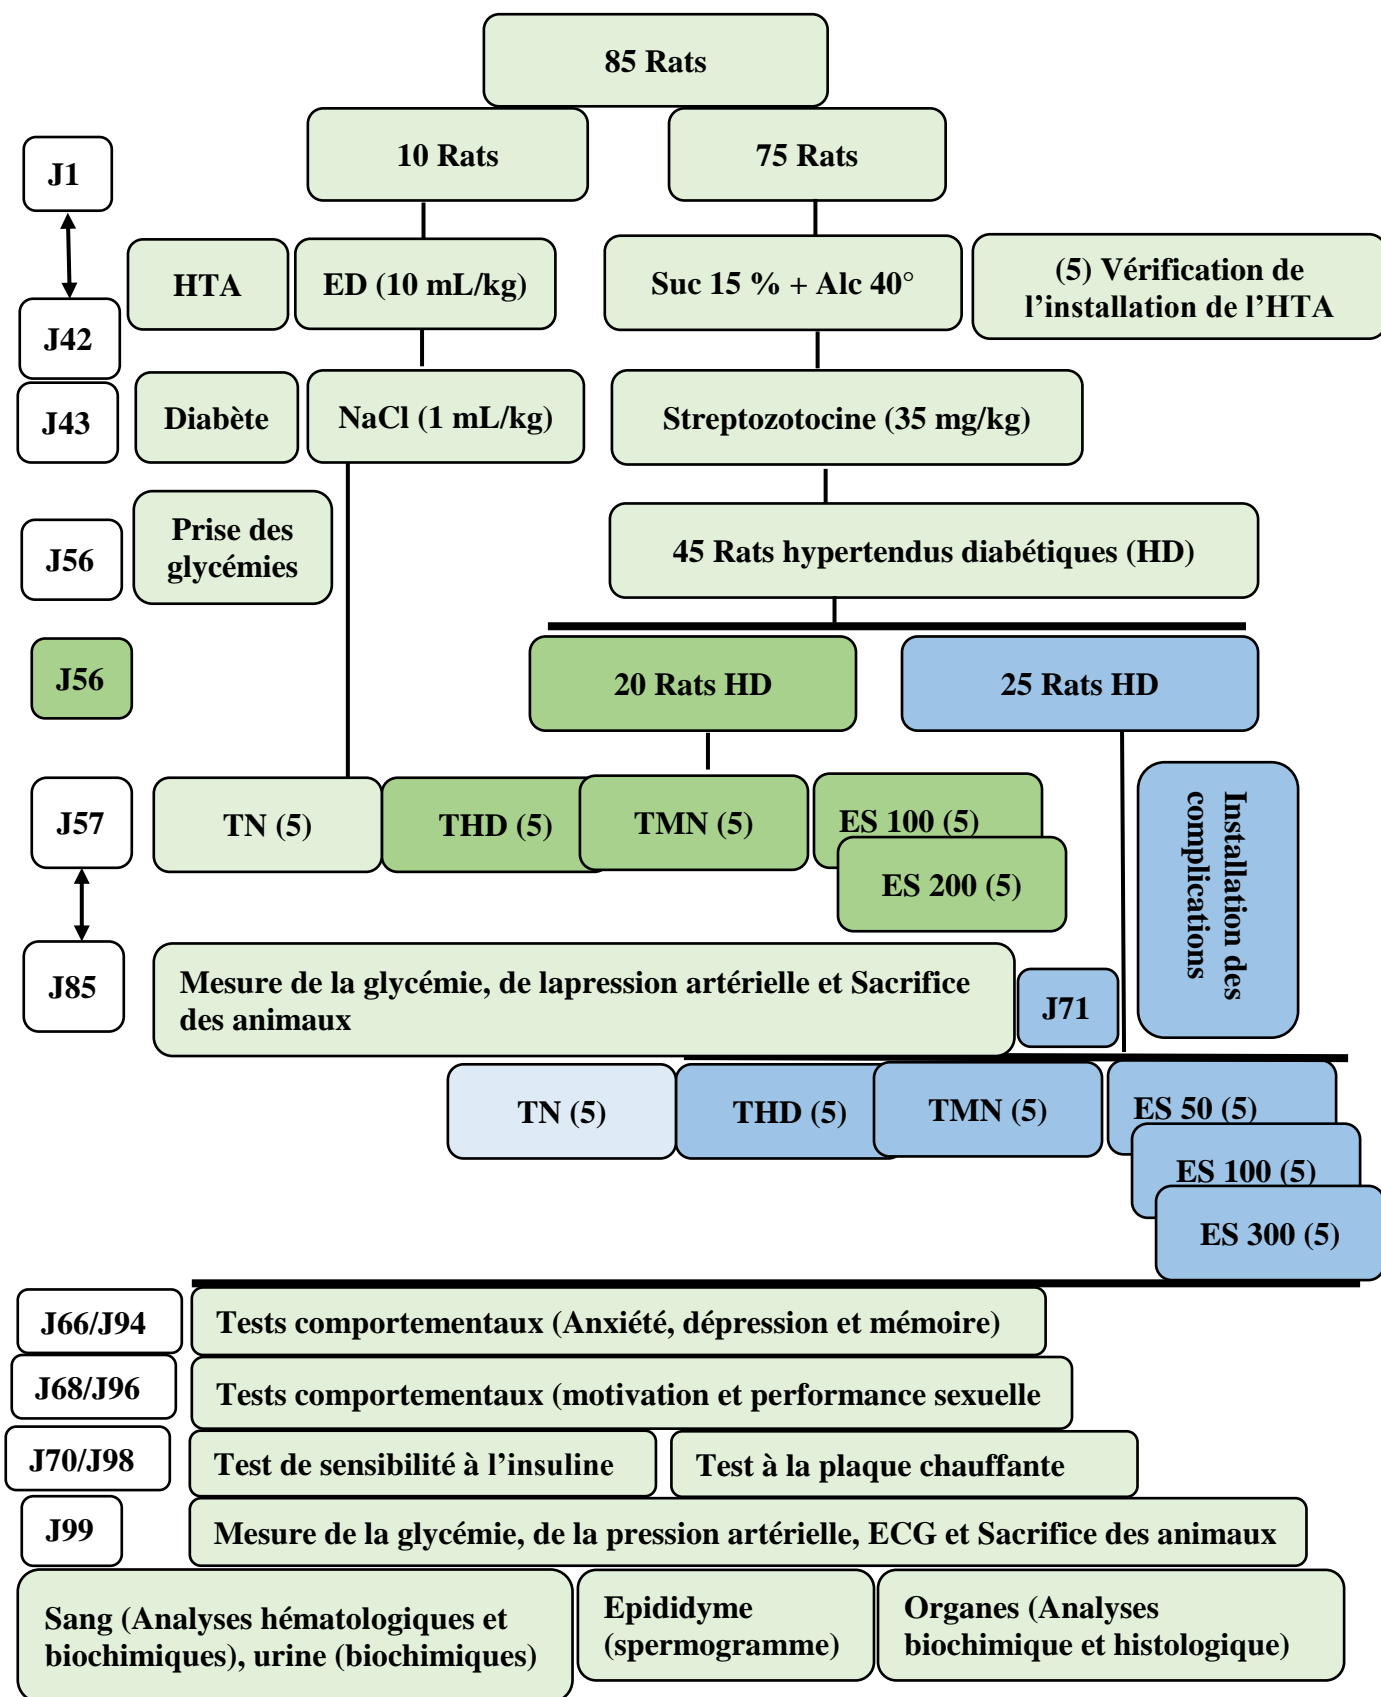 85 Rats
10 Rats
75 Rats
J1
HTA
ED (10 mL/kg)
Suc 15 % + Alc 40°
(5) Vérification de
l’installation de l’HTA
J42
J43
Diabète
NaCl (1 mL/kg)
Streptozotocine (35 mg/kg)
J56
Prise des
glycémies
45 Rats hypertendus diabétiques (HD)
J56
20 Rats HD
25 Rats HD
J57
TN (5)
THD (5)
TMN (5)
ES 100 (5)
ES 200 (5)
Installation des
complications
J85
Mesure de la glycémie, de lapression artérielle et Sacrifice
des animaux
J71
TN (5)
THD (5)
TMN (5)
ES 50 (5)
ES 100 (5)
ES 300 (5)
J66/J94
Tests comportementaux (Anxiété, dépression et mémoire)
J68/J96
Tests comportementaux (motivation et performance sexuelle
J70/J98
Test de sensibilité à l’insuline
Test à la plaque chauffante
J99
Mesure de la glycémie, de la pression artérielle, ECG et Sacrifice des animaux
Sang (Analyses hématologiques et
biochimiques), urine (biochimiques)
Epididyme
(spermogramme)
Organes (Analyses
biochimique et histologique)